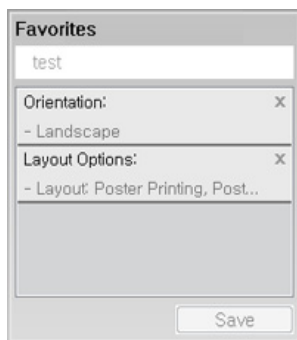 Favorites
test
Orientation: x
- Landscape
Layout Options: x
- Layout: Poster Printing, Post...
Save